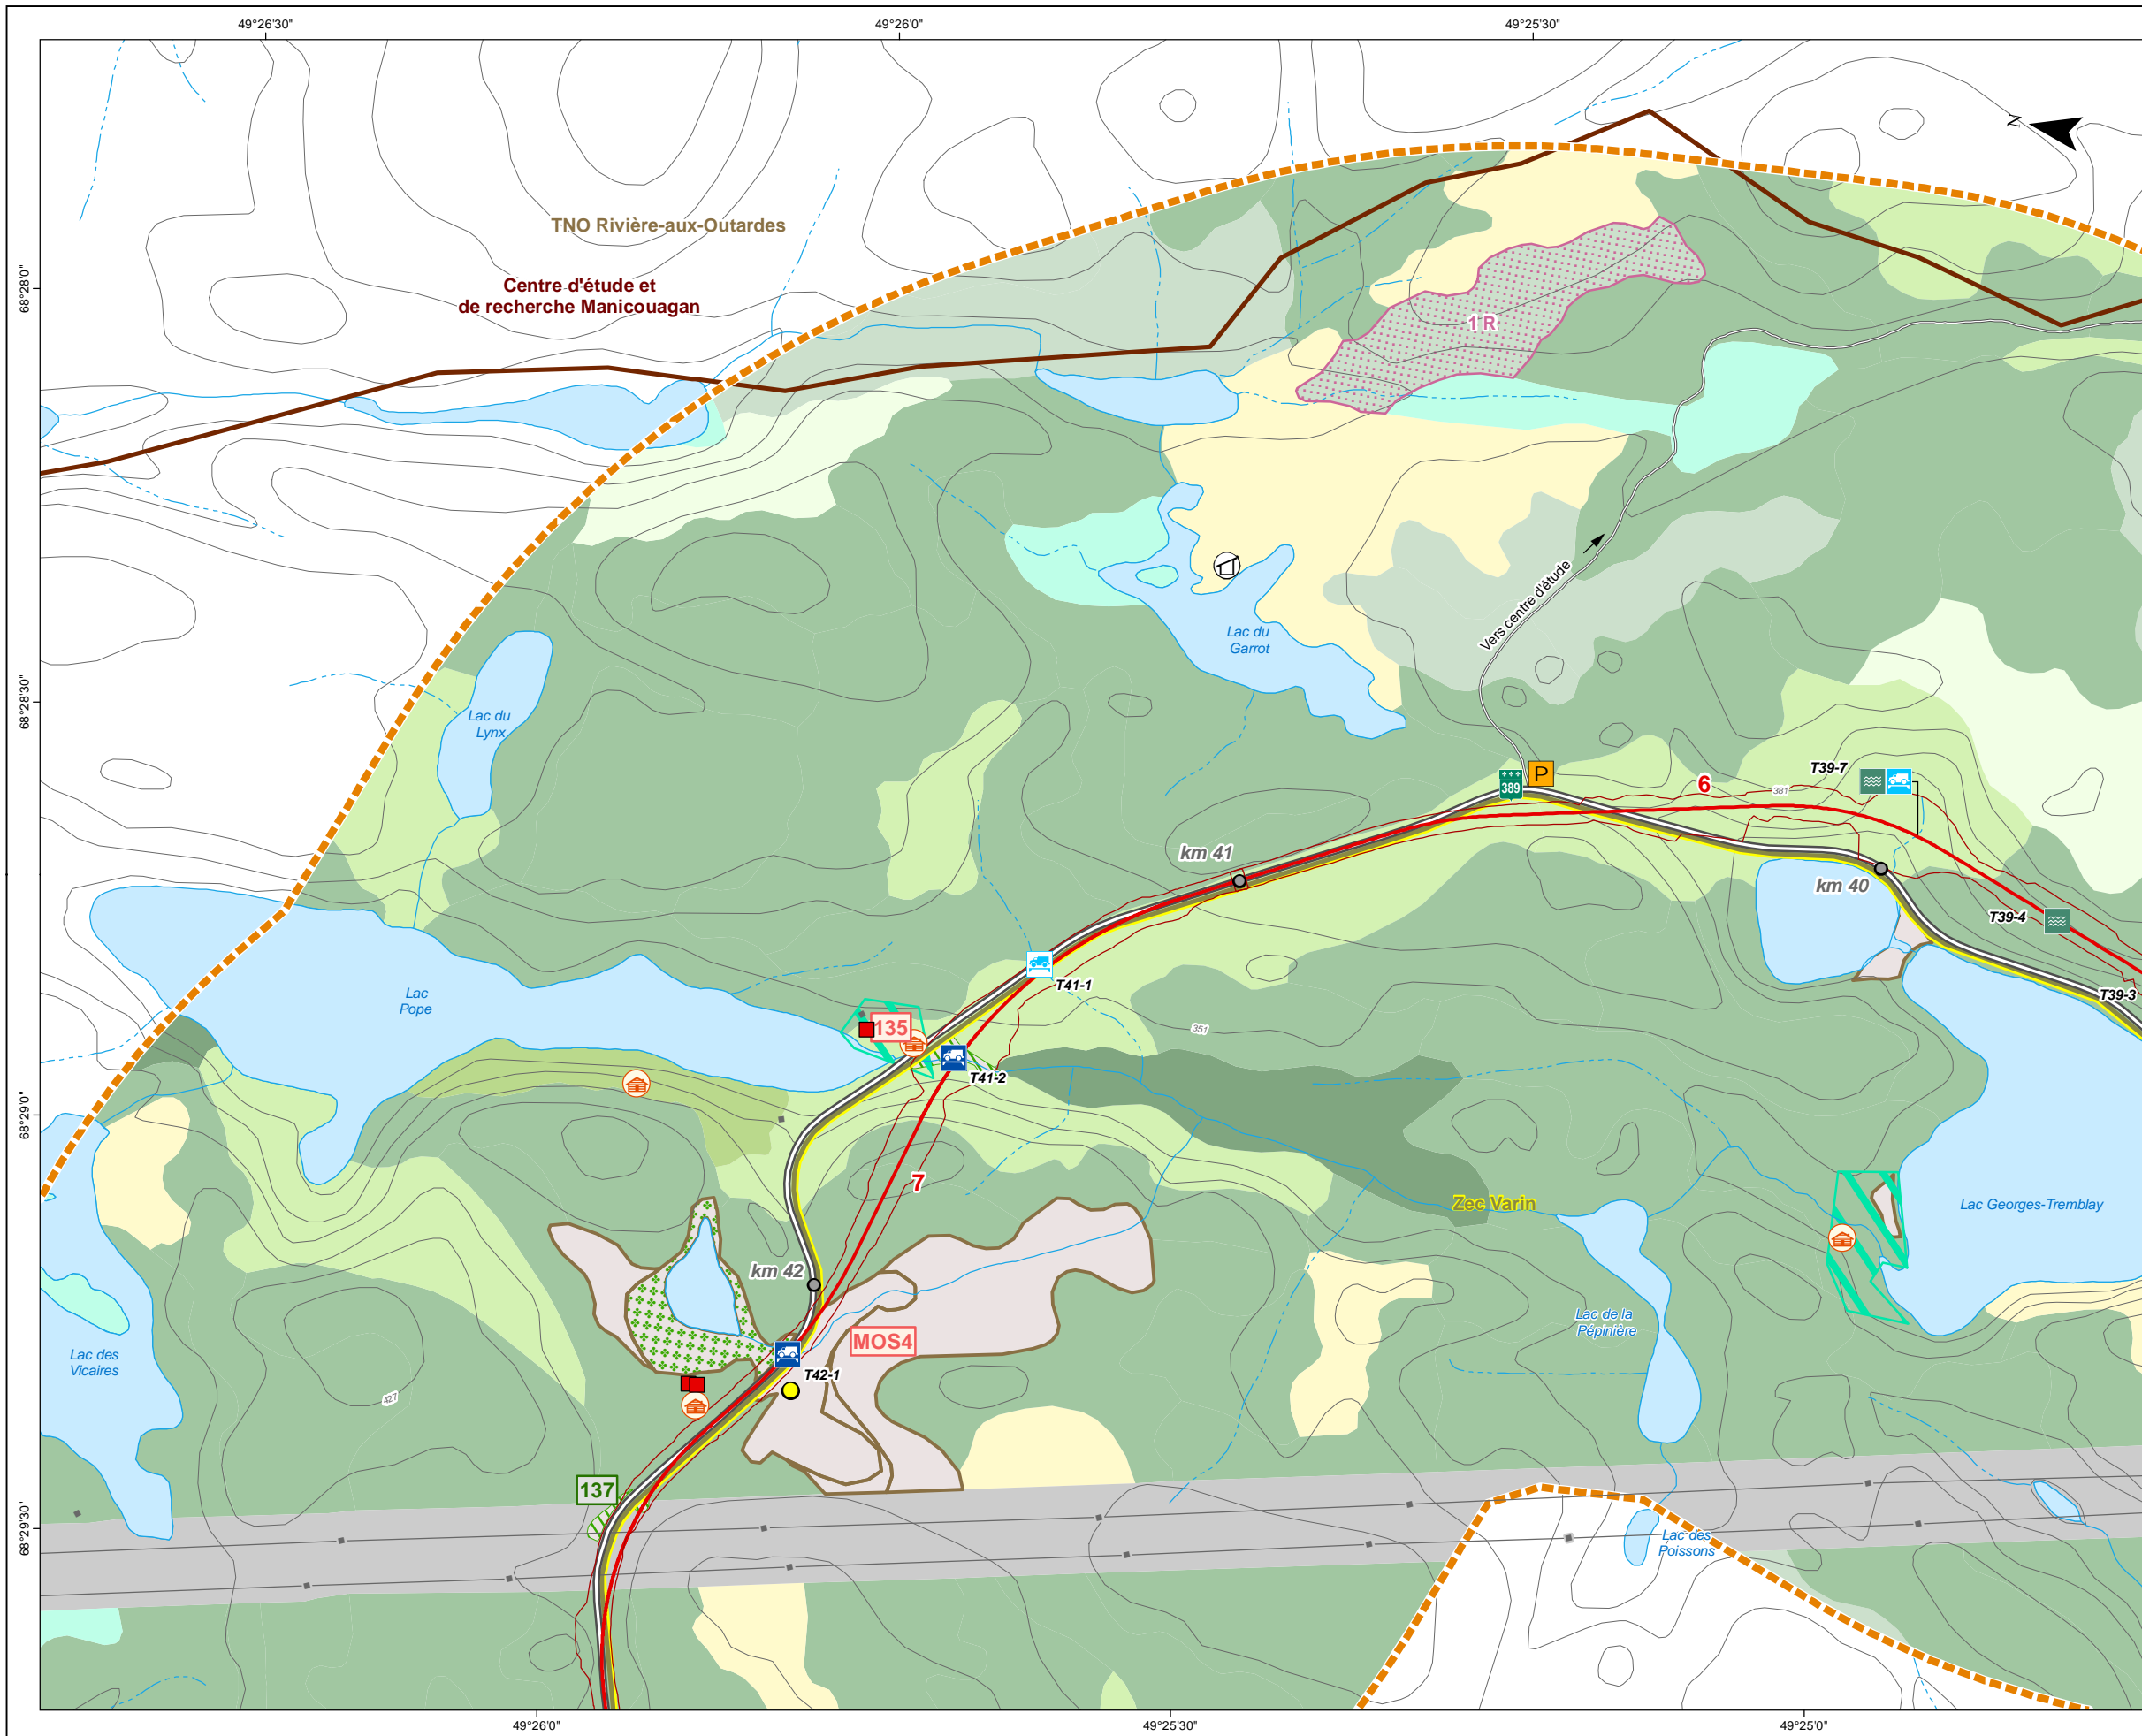 49°26'30"
49°26'0"
49°25'30"
N
TNO Rivière-aux-Outardes
Centre d'étude et
de recherche Manicouagan
68°28'0"
1 R
Vers centre d'étude
Lac du
Garrot
68°28'30"
Lac du
Lynx
389
P
6
T39-7
381
km 41
km 40
T39-4
T41-1
T39-3
Lac
Pope
135
351
T41-2
68°29'0"
7
Zec Varin
Lac Georges-Tremblay
km 42
Lac de la
Pépinière
MOS4
Lac des
Vicaires
T42-1
427
137
68°29'30"
Lac des
Poissons
49°26'0"
49°25'30"
49°25'0"